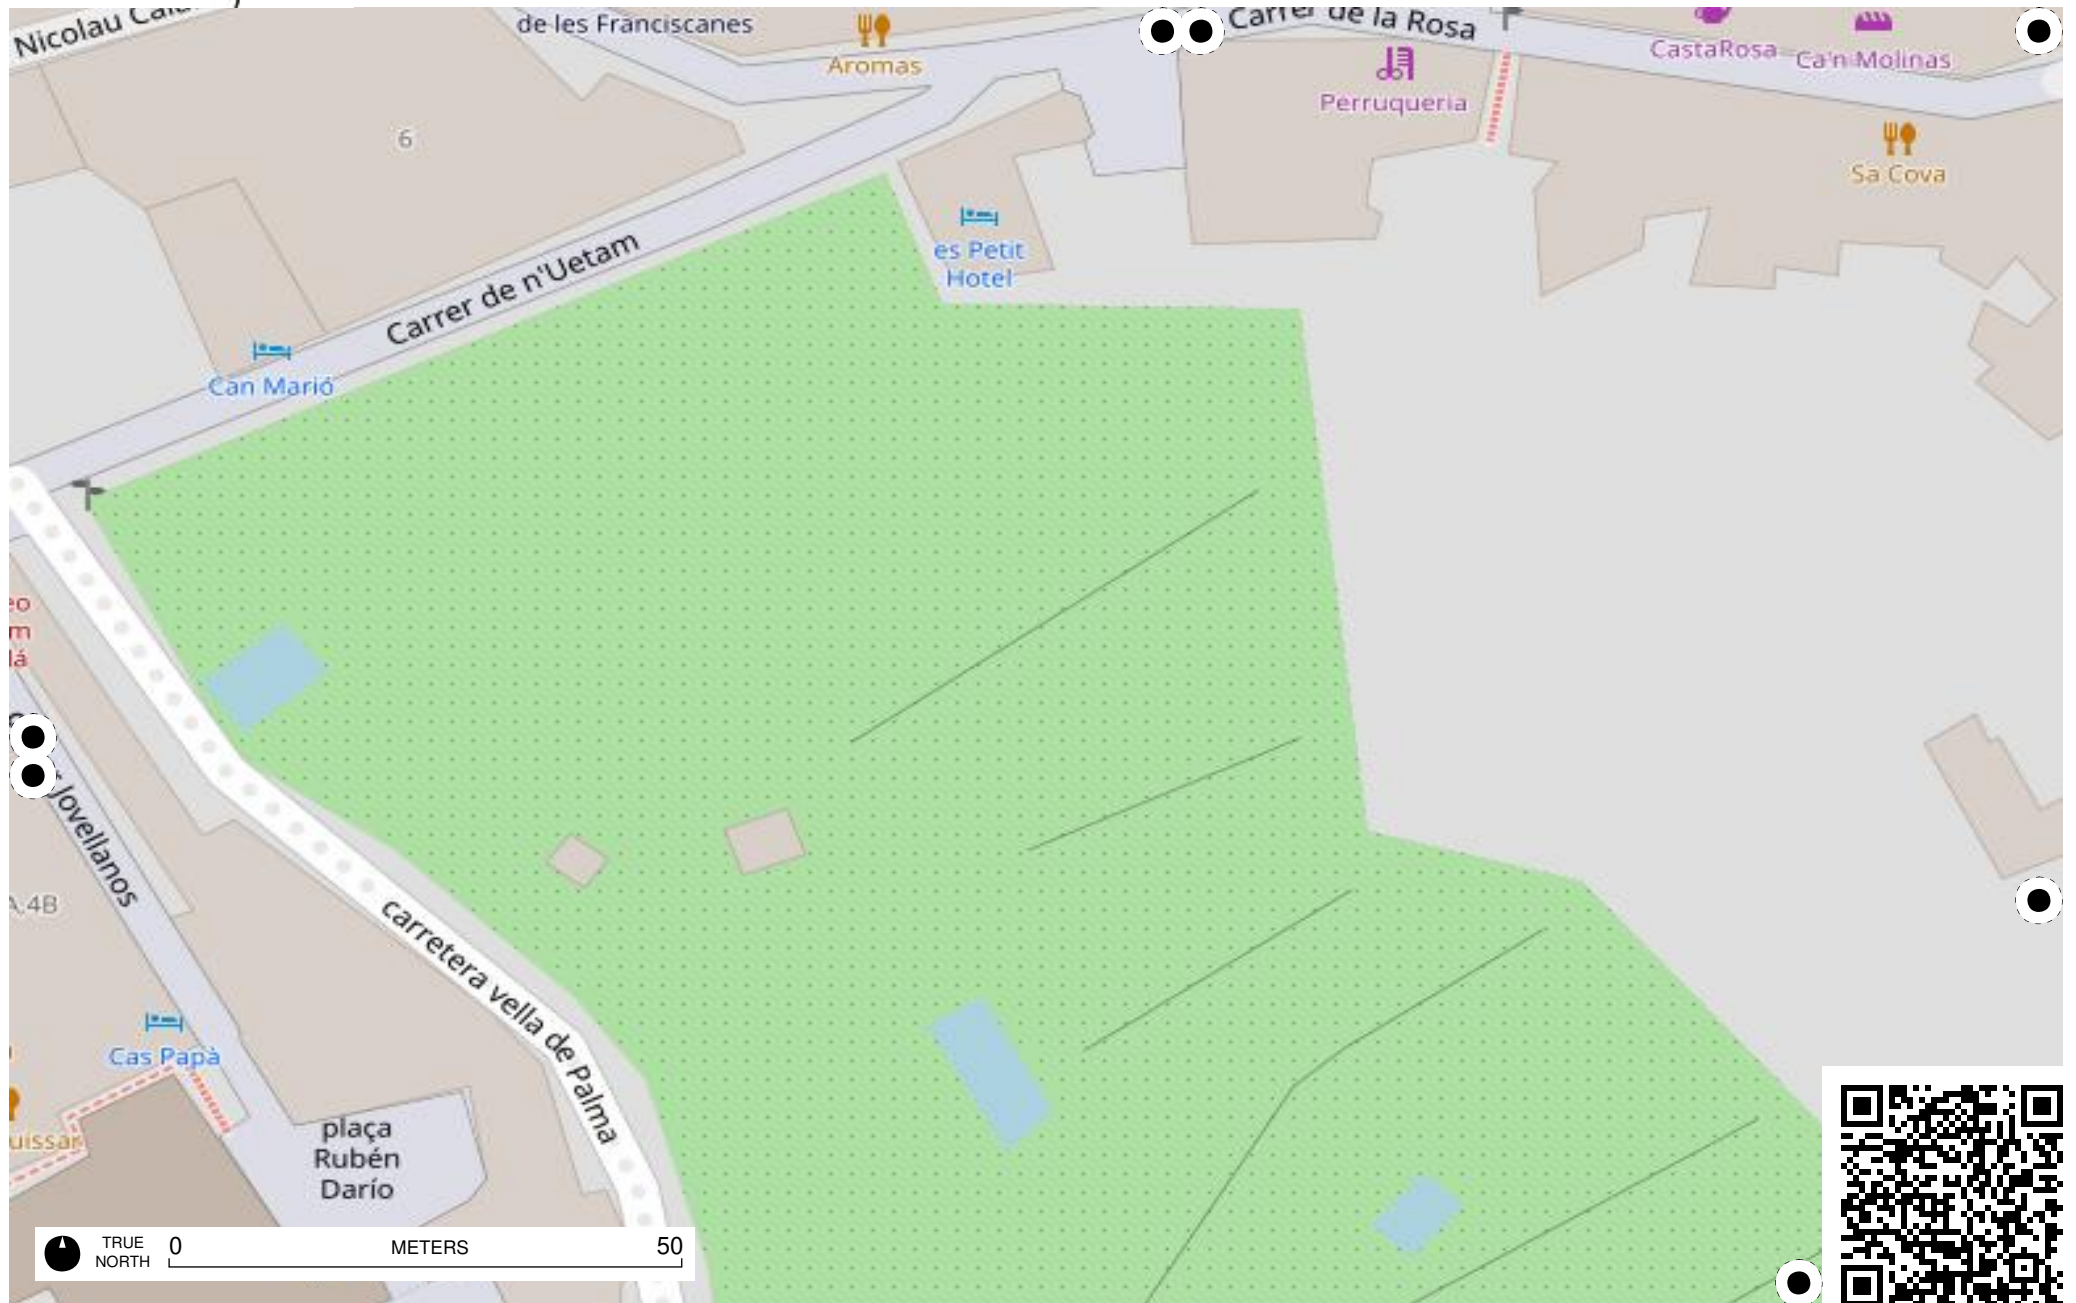 Nicolau
de les Franciscanes
Carrer de la Rosa
Aromas
Perruqueria
CastaRosa
Ca'n Molinas
6
Sa Cova
Carrer de n'Uetam
es Petit
Hotel
Can Marió
Jovellanos
4B
carretera vella de Palma
Cas Papà
plaça
Rubén
Darío
TRUE
NORTH
0 METERS 50